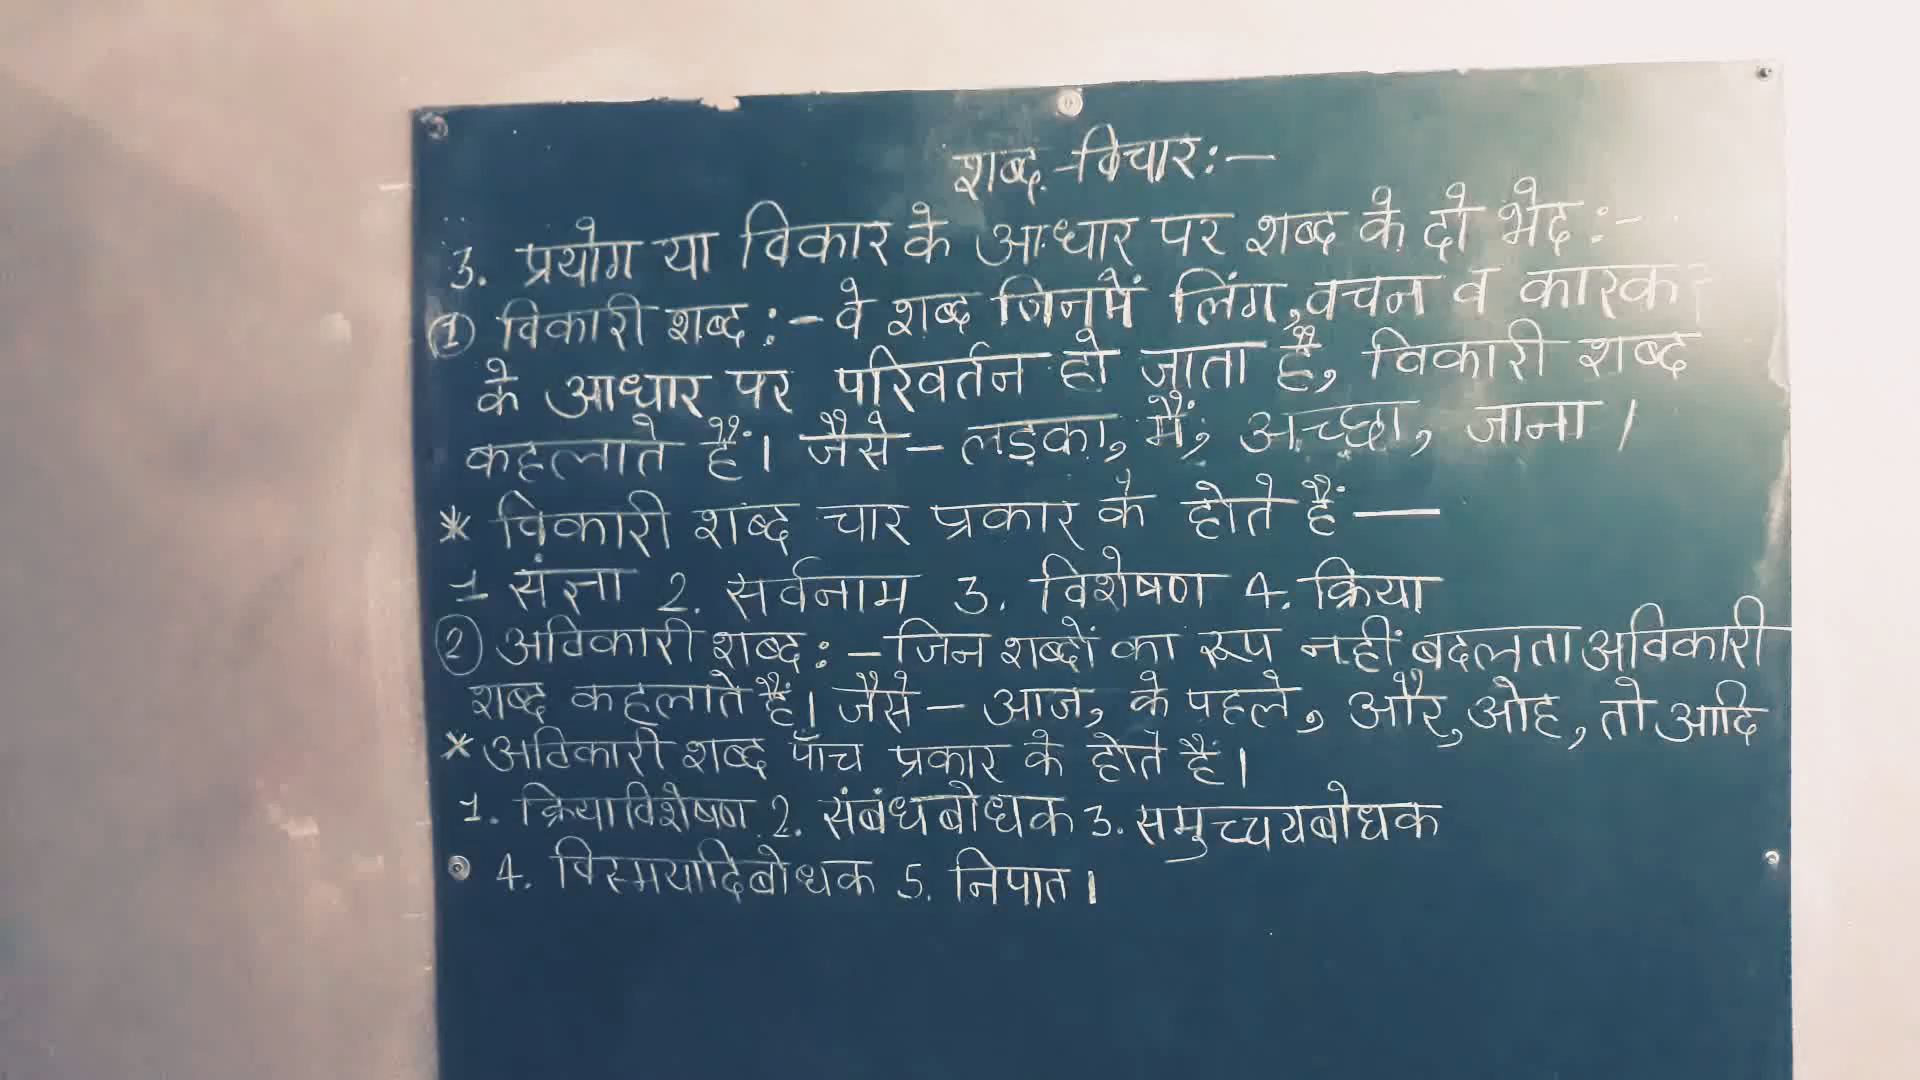 शब्द-विचार:-
3. प्रयोग या विकार के आधार पर शब्द के दो भेद:-
① विकारी शब्द:- वे शब्द जिनमें लिंग, वचन व कारक
के आधार पर परिवर्तन हो जाता है, विकारी शब्द
कहलाते हैं। जैसे- लड़का, मैं, अच्छा, जाना।
* विकारी शब्द चार प्रकार के होते हैं—
1 संज्ञा 2. सर्वनाम 3. विशेषण 4. क्रिया
② अविकारी शब्द:- जिन शब्दों का रूप नहीं बदलता अविकारी
शब्द कहलाते हैं। जैसे- आज, के पहले, और, ओह, तो आदि
* अविकारी शब्द पाँच प्रकार के होते हैं।
1. क्रियाविशेषण 2. संबंधबोधक 3. समुच्चयबोधक
4. विस्मयादिबोधक 5. निपात।